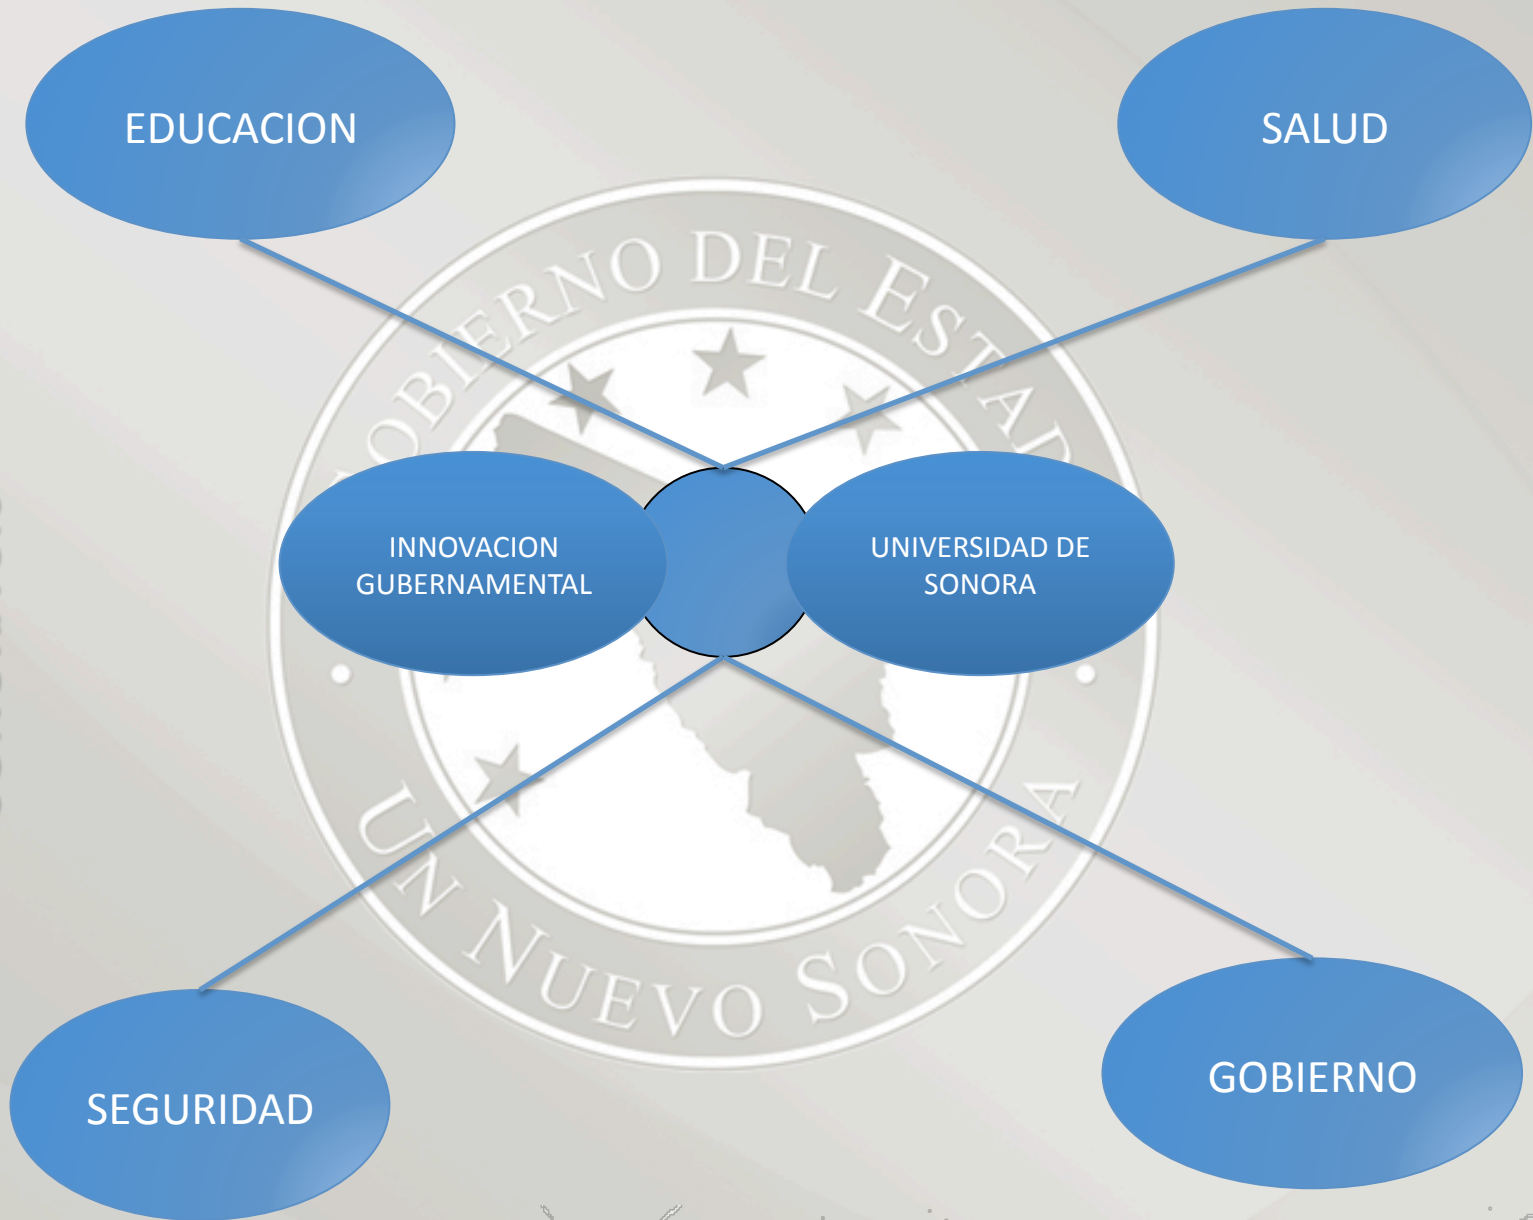 EDUCACION
SALUD
GOBIERNO DEL ESTADO
INNOVACION
GUBERNAMENTAL
UNIVERSIDAD DE
SONORA
UN NUEVO SONORA
SEGURIDAD
GOBIERNO